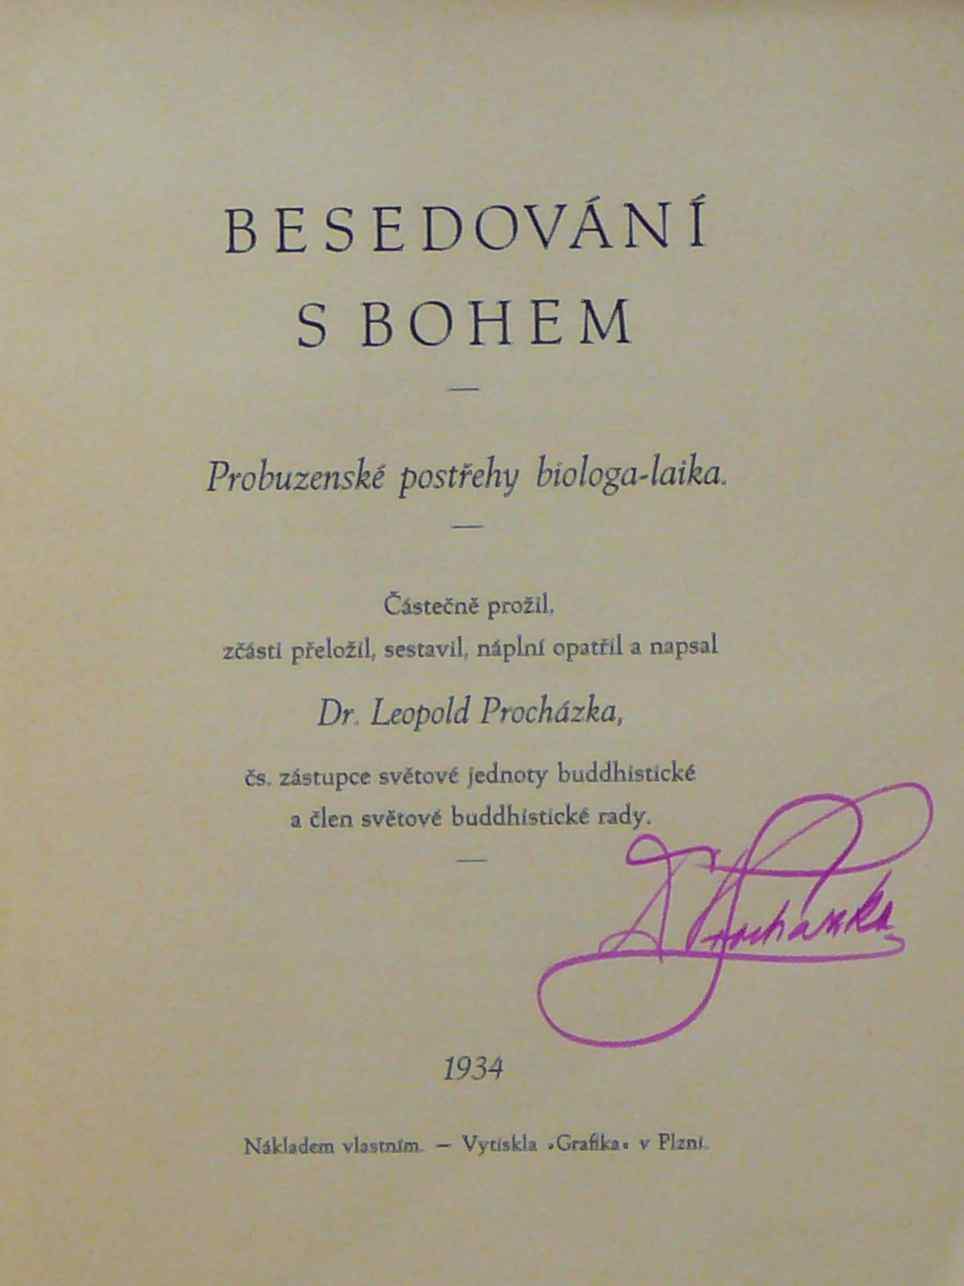 BESEDOVÁNÍ
S BOHEM
Probuzenské postřehy biologa-laika.
Částečně prožil,
zčásti přeložil, sestavil, náplní opatřil a napsal
Dr. Leopold Procházka,
čs. zástupce světové jednoty buddhistické
a člen světové buddhistické rady.
Procházka
1934
Nákladem vlastním. — Vytiskla »Grafika« v Plzni.